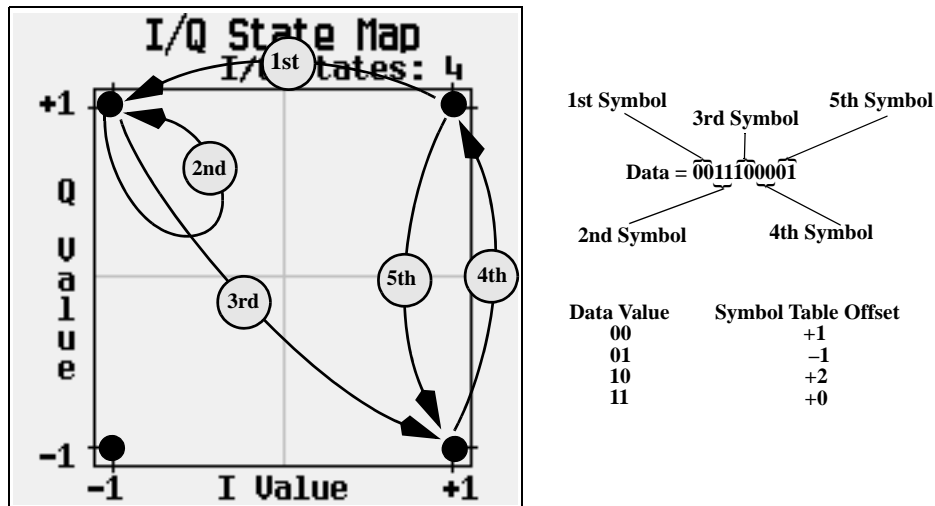 I/Q State Map
I/Q States: 4
1st
+1
2nd
Q Value
5th
4th
3rd
-1
-1
I Value
+1
1st Symbol
5th Symbol
3rd Symbol
Data = 0011100001
2nd Symbol
4th Symbol
Data Value Symbol Table Offset
00 +1
01 –1
10 +2
11 +0